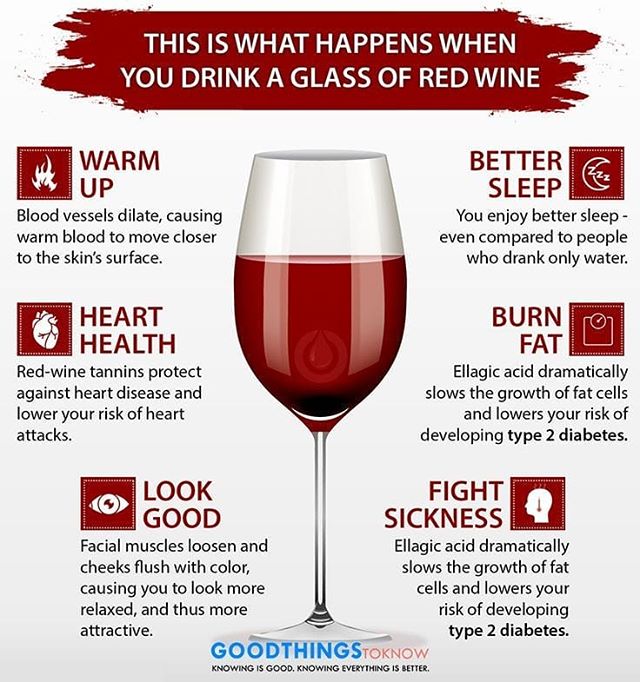 THIS IS WHAT HAPPENS WHEN
YOU DRINK A GLASS OF RED WINE
WARM
UP
Blood vessels dilate, causing
warm blood to move closer
to the skin's surface.
BETTER
SLEEP
ZZZ
You enjoy better sleep -
even compared to people
who drank only water.
HEART
HEALTH
Red-wine tannins protect
against heart disease and
lower your risk of heart
attacks.
BURN
FAT
Ellagic acid dramatically
slows the growth of fat cells
and lowers your risk of
developing type 2 diabetes.
LOOK
GOOD
Facial muscles loosen and
cheeks flush with color,
causing you to look more
relaxed, and thus more
attractive.
FIGHT
SICKNESS
Ellagic acid dramatically
slows the growth of fat
cells and lowers your
risk of developing
type 2 diabetes.
GOODTHINGSTOKNOW
KNOWING IS GOOD. KNOWING EVERYTHING IS BETTER.